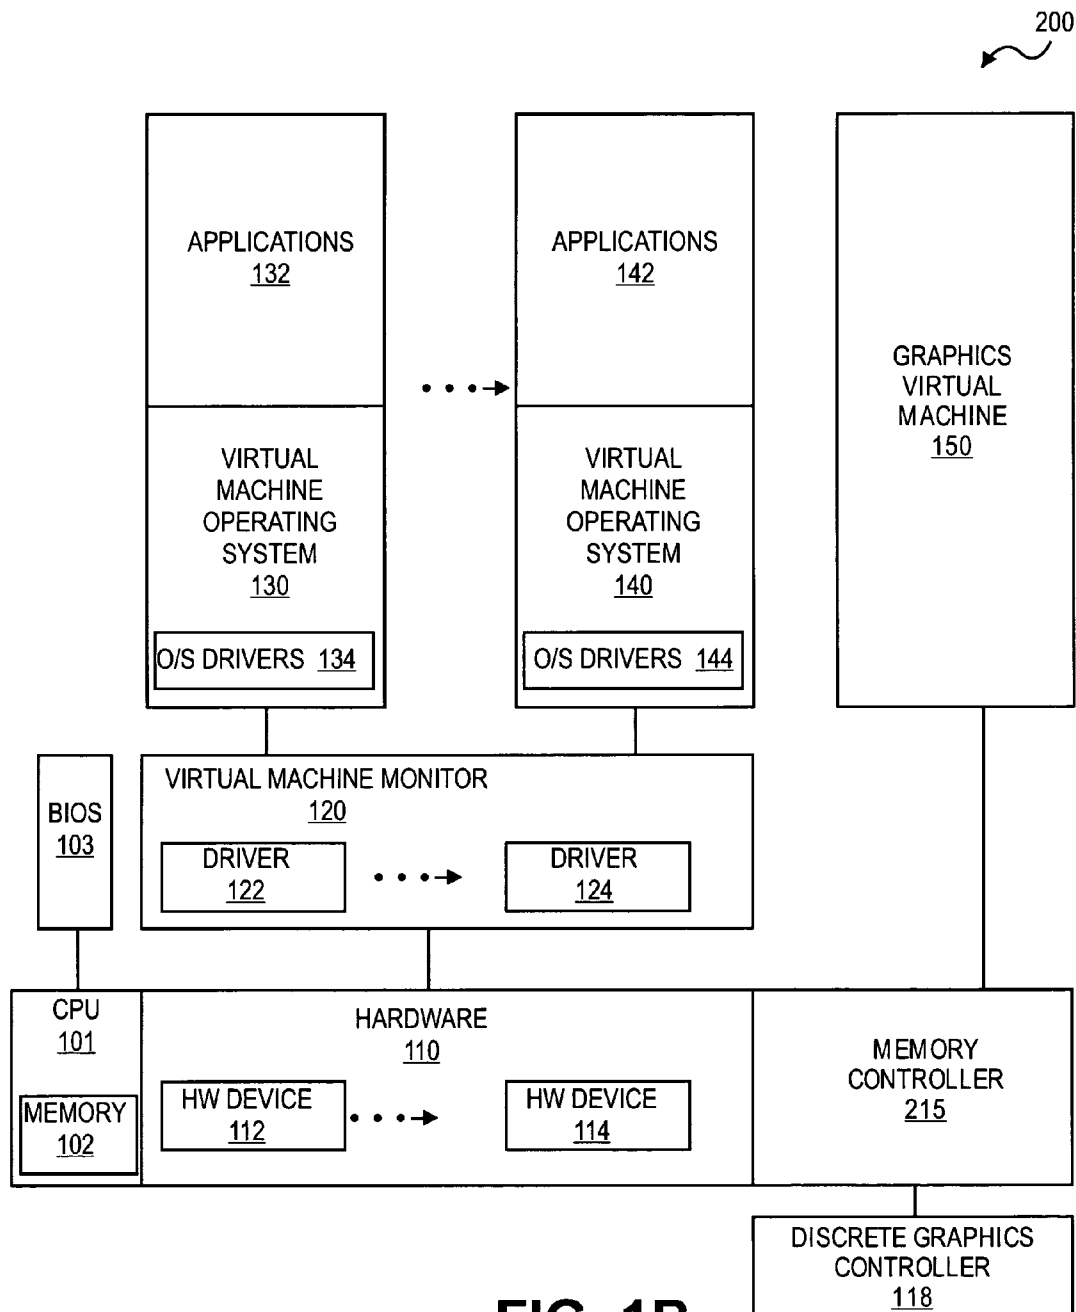 200
APPLICATIONS
132
APPLICATIONS
142
GRAPHICS
VIRTUAL
MACHINE
150
VIRTUAL
MACHINE
OPERATING
SYSTEM
130
VIRTUAL
MACHINE
OPERATING
SYSTEM
140
O/S DRIVERS 134
O/S DRIVERS 144
BIOS
103
VIRTUAL MACHINE MONITOR
120
DRIVER
122
DRIVER
124
CPU
101
MEMORY
102
HARDWARE
110
HW DEVICE
112
HW DEVICE
114
MEMORY
CONTROLLER
215
DISCRETE GRAPHICS
CONTROLLER
118
FIG. 1B